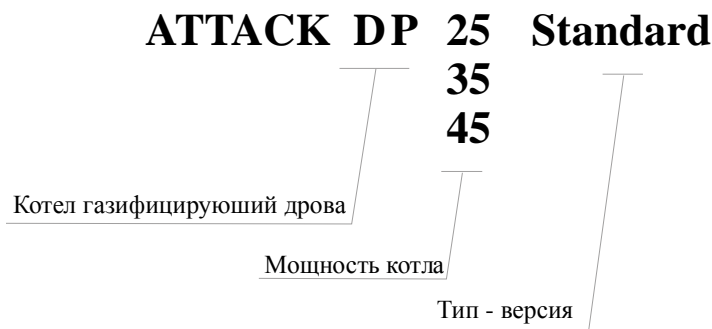 ATTACK DP 25 Standard
35
45
Котел газифицируюший дрова
Мощность котла
Тип - версия